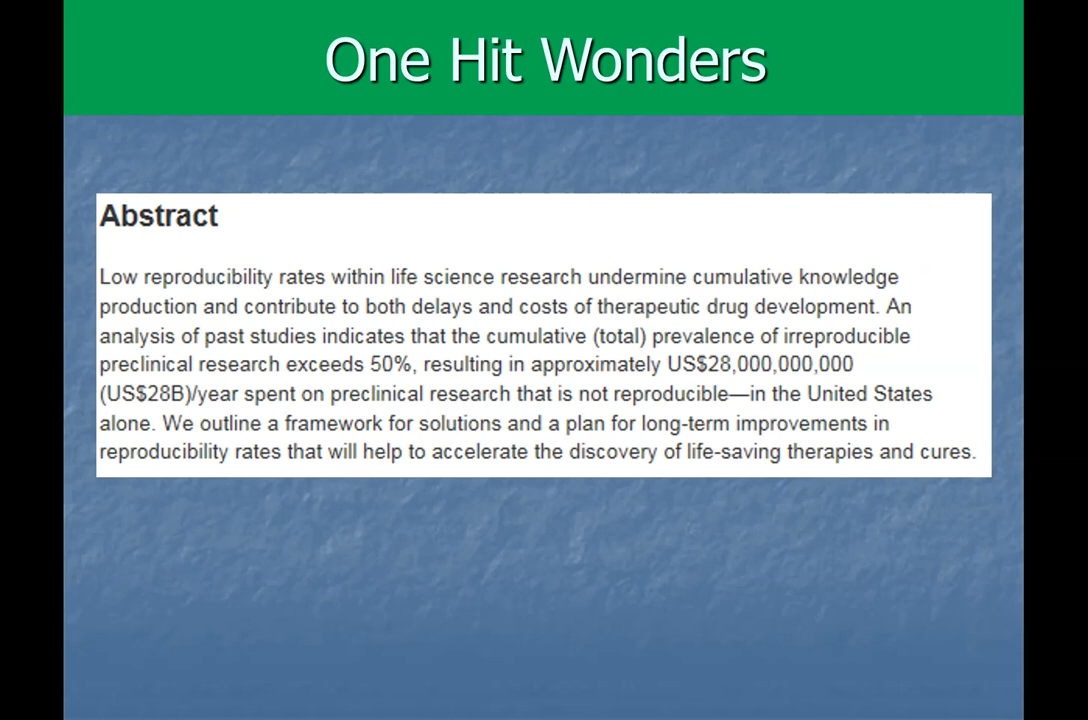 One Hit Wonders
Abstract
Low reproducibility rates within life science research undermine cumulative knowledge
production and contribute to both delays and costs of therapeutic drug development. An
analysis of past studies indicates that the cumulative (total) prevalence of irreproducible
preclinical research exceeds 50%, resulting in approximately US$28,000,000,000
(US$28B)/year spent on preclinical research that is not reproducible—in the United States
alone. We outline a framework for solutions and a plan for long-term improvements in
reproducibility rates that will help to accelerate the discovery of life-saving therapies and cures.